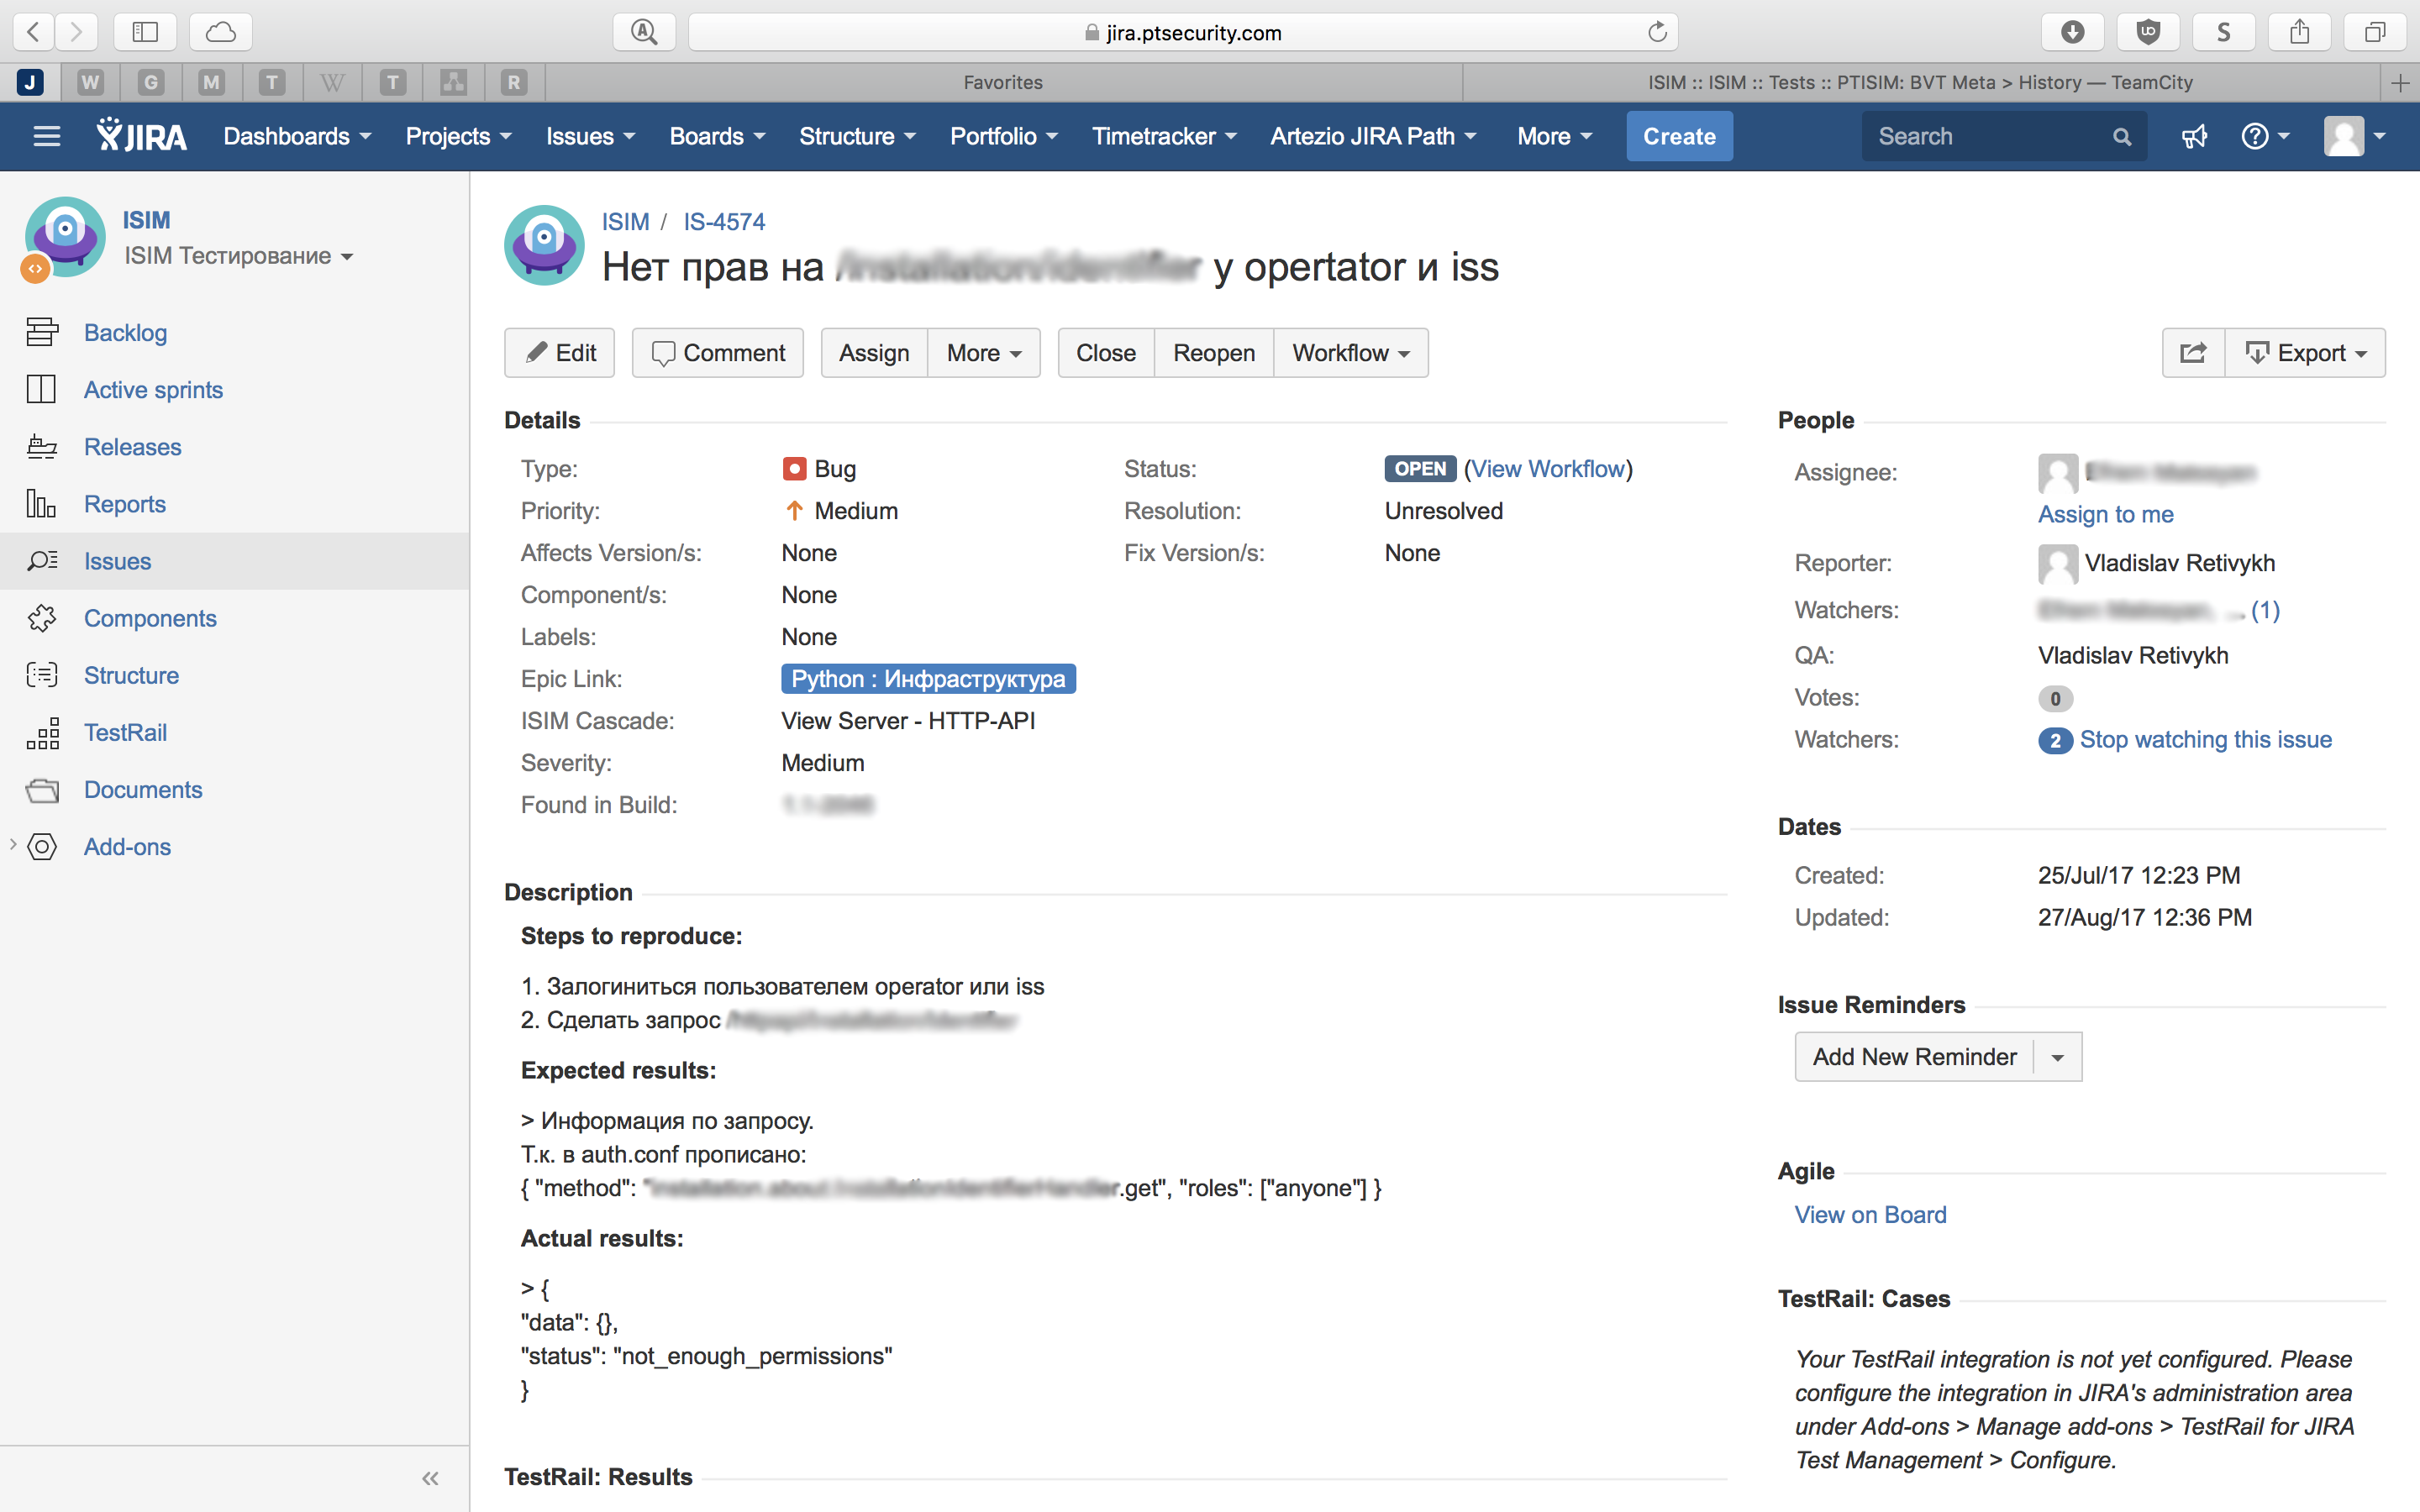 jira.ptsecurity.com
J W G M T W T R Favorites ISIM :: ISIM :: Tests :: PTISIM: BVT Meta > History — TeamCity
JIRA Dashboards Projects Issues Boards Structure Portfolio Timetracker Artezio JIRA Path More Create Search
ISIM
ISIM Тестирование
Backlog
Active sprints
Releases
Reports
Issues
Components
Structure
TestRail
Documents
Add-ons
ISIM / IS-4574
Нет прав на у opertator и iss
Edit Comment Assign More Close Reopen Workflow Export
Details
Type: Bug Status: OPEN (View Workflow)
Priority: Medium Resolution: Unresolved
Affects Version/s: None Fix Version/s: None
Component/s: None
Labels: None
Epic Link: Python : Инфраструктура
ISIM Cascade: View Server - HTTP-API
Severity: Medium
Found in Build:
Description
Steps to reproduce:
1. Залогиниться пользователем operator или iss
2. Сделать запрос
Expected results:
> Информация по запросу.
Т.к. в auth.conf прописано:
{ "method": ".get", "roles": ["anyone"] }
Actual results:
> {
"data": {},
"status": "not_enough_permissions"
}
TestRail: Results
People
Assignee:
Assign to me
Reporter: Vladislav Retivykh
Watchers: (1)
QA: Vladislav Retivykh
Votes: 0
Watchers: 2 Stop watching this issue
Dates
Created: 25/Jul/17 12:23 PM
Updated: 27/Aug/17 12:36 PM
Issue Reminders
Add New Reminder
Agile
View on Board
TestRail: Cases
Your TestRail integration is not yet configured. Please
configure the integration in JIRA's administration area
under Add-ons > Manage add-ons > TestRail for JIRA
Test Management > Configure.